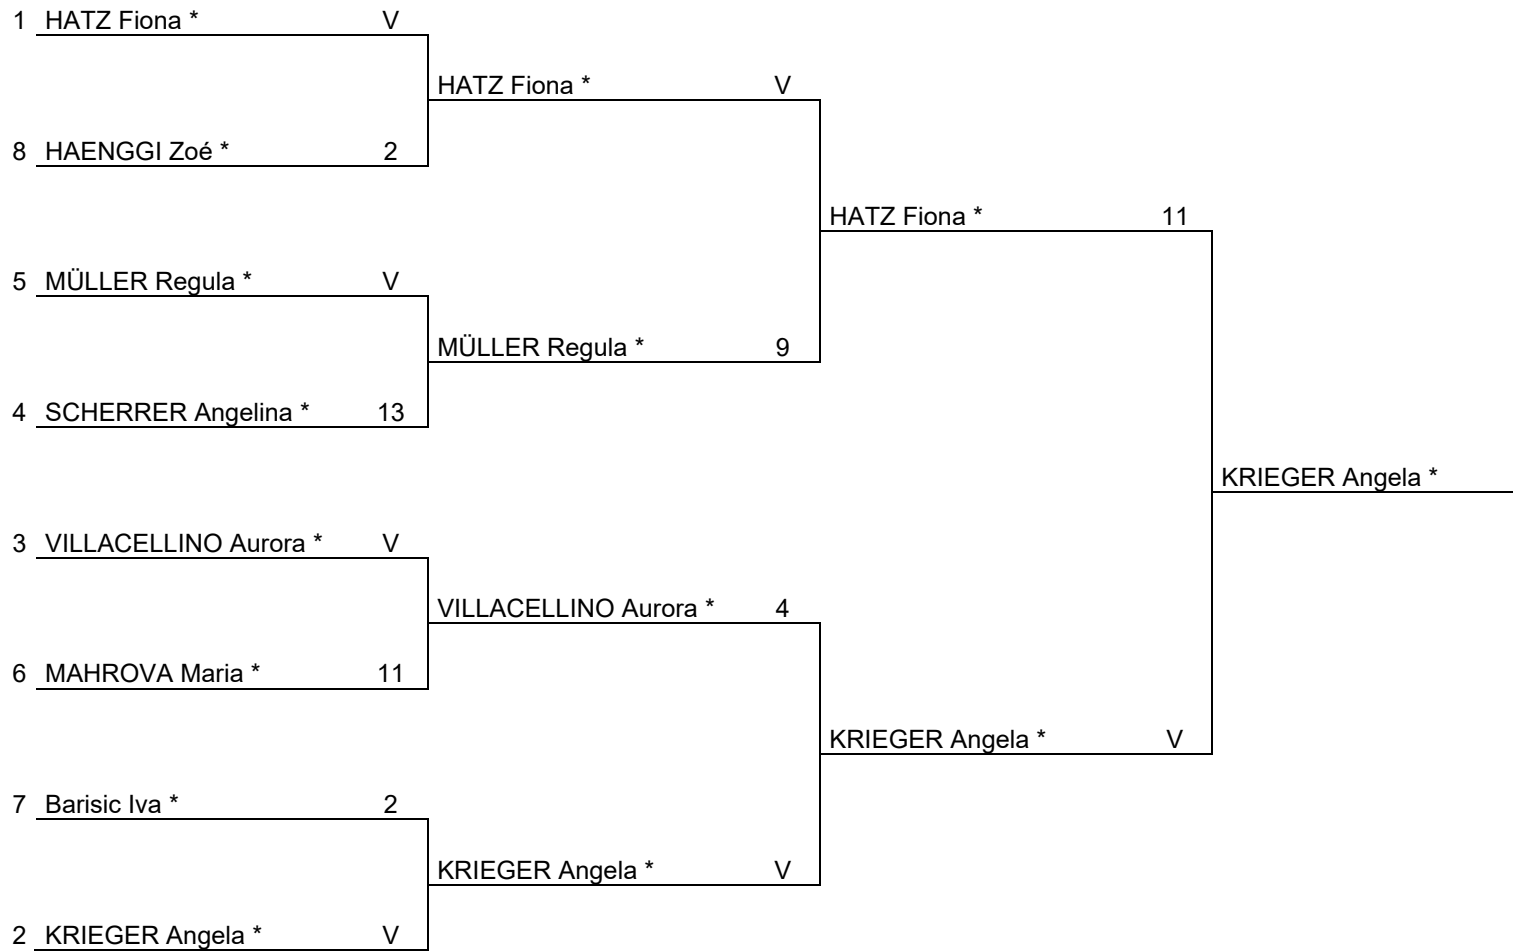 1 HATZ Fiona * V
HATZ Fiona * V
8 HAENGGI Zoé * 2
HATZ Fiona * 11
5 MÜLLER Regula * V
MÜLLER Regula * 9
4 SCHERRER Angelina * 13
KRIEGER Angela *
3 VILLACELLINO Aurora * V
VILLACELLINO Aurora * 4
6 MAHROVA Maria * 11
KRIEGER Angela * V
7 Barisic Iva * 2
KRIEGER Angela * V
2 KRIEGER Angela * V